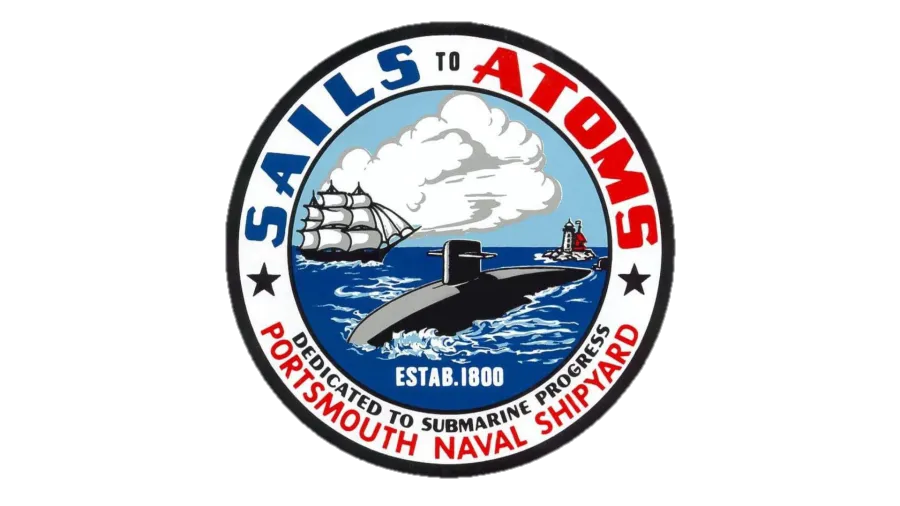 SAILS TO ATOMS
ESTAB.1800
DEDICATED TO SUBMARINE PROGRESS
PORTSMOUTH NAVAL SHIPYARD